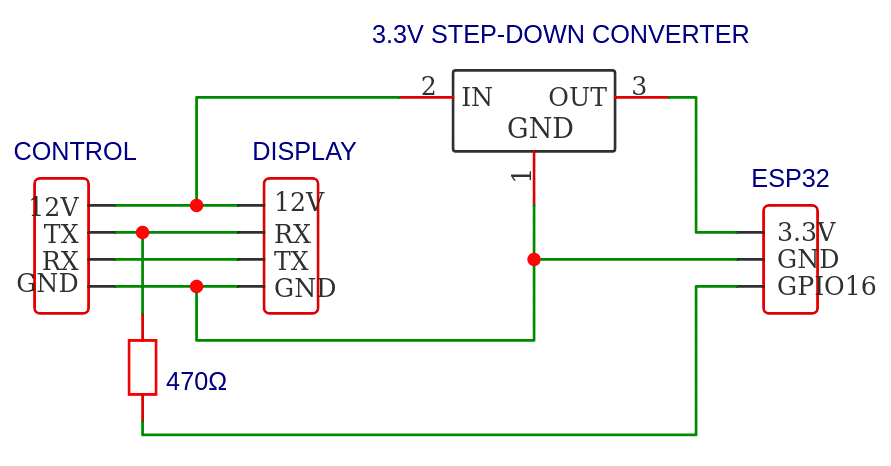 3.3V STEP-DOWN CONVERTER
2
IN
OUT
3
GND
1
CONTROL
12V
TX
RX
GND
DISPLAY
12V
RX
TX
GND
ESP32
3.3V
GND
GPIO16
470Ω